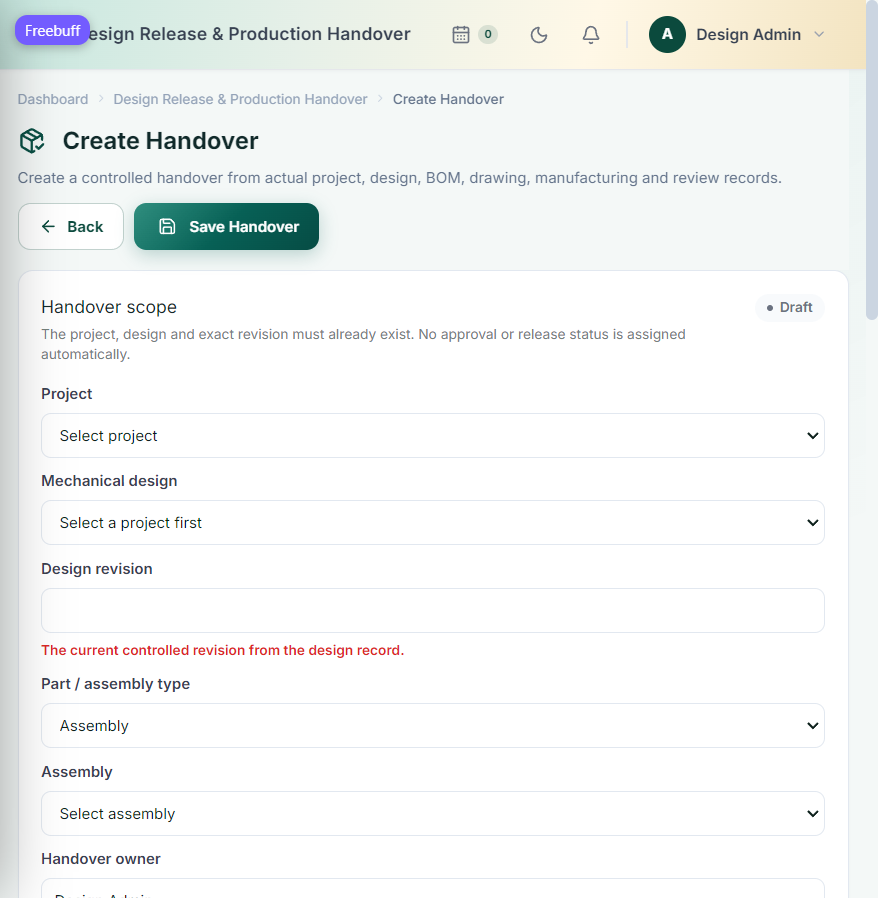 Freebuff
esign Release & Production Handover
0
A
Design Admin
Dashboard
Design Release & Production Handover
Create Handover
Create Handover
Create a controlled handover from actual project, design, BOM, drawing, manufacturing and review records.
Back
Save Handover
Handover scope
Draft
The project, design and exact revision must already exist. No approval or release status is assigned
automatically.
Project
Select project
Mechanical design
Select a project first
Design revision
The current controlled revision from the design record.
Part / assembly type
Assembly
Assembly
Select assembly
Handover owner